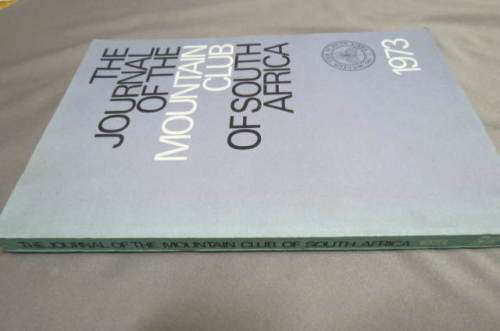 THE
JOURNAL
OF THE
MOUNTAIN
CLUB
OF SOUTH
AFRICA
1973
THE JOURNAL OF THE MOUNTAIN CLUB OF SOUTH AFRICA